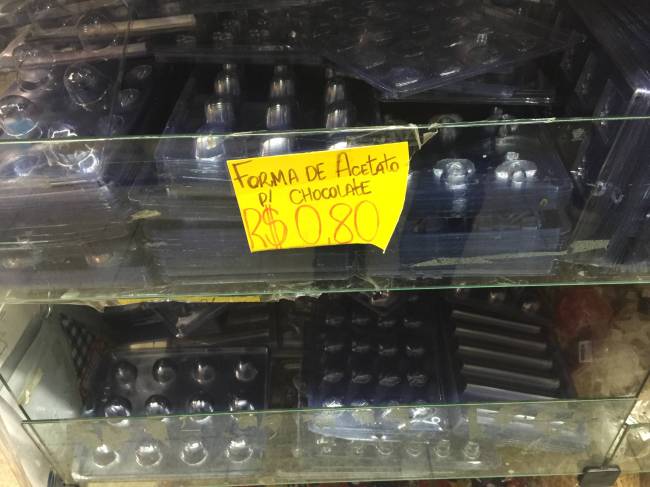 FORMA DE ACETATO
P/ CHOCOLATE
R$ 0,80